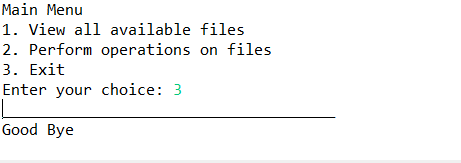 Main Menu
1. View all available files
2. Perform operations on files
3. Exit
Enter your choice: 3
_____________________________________
Good Bye